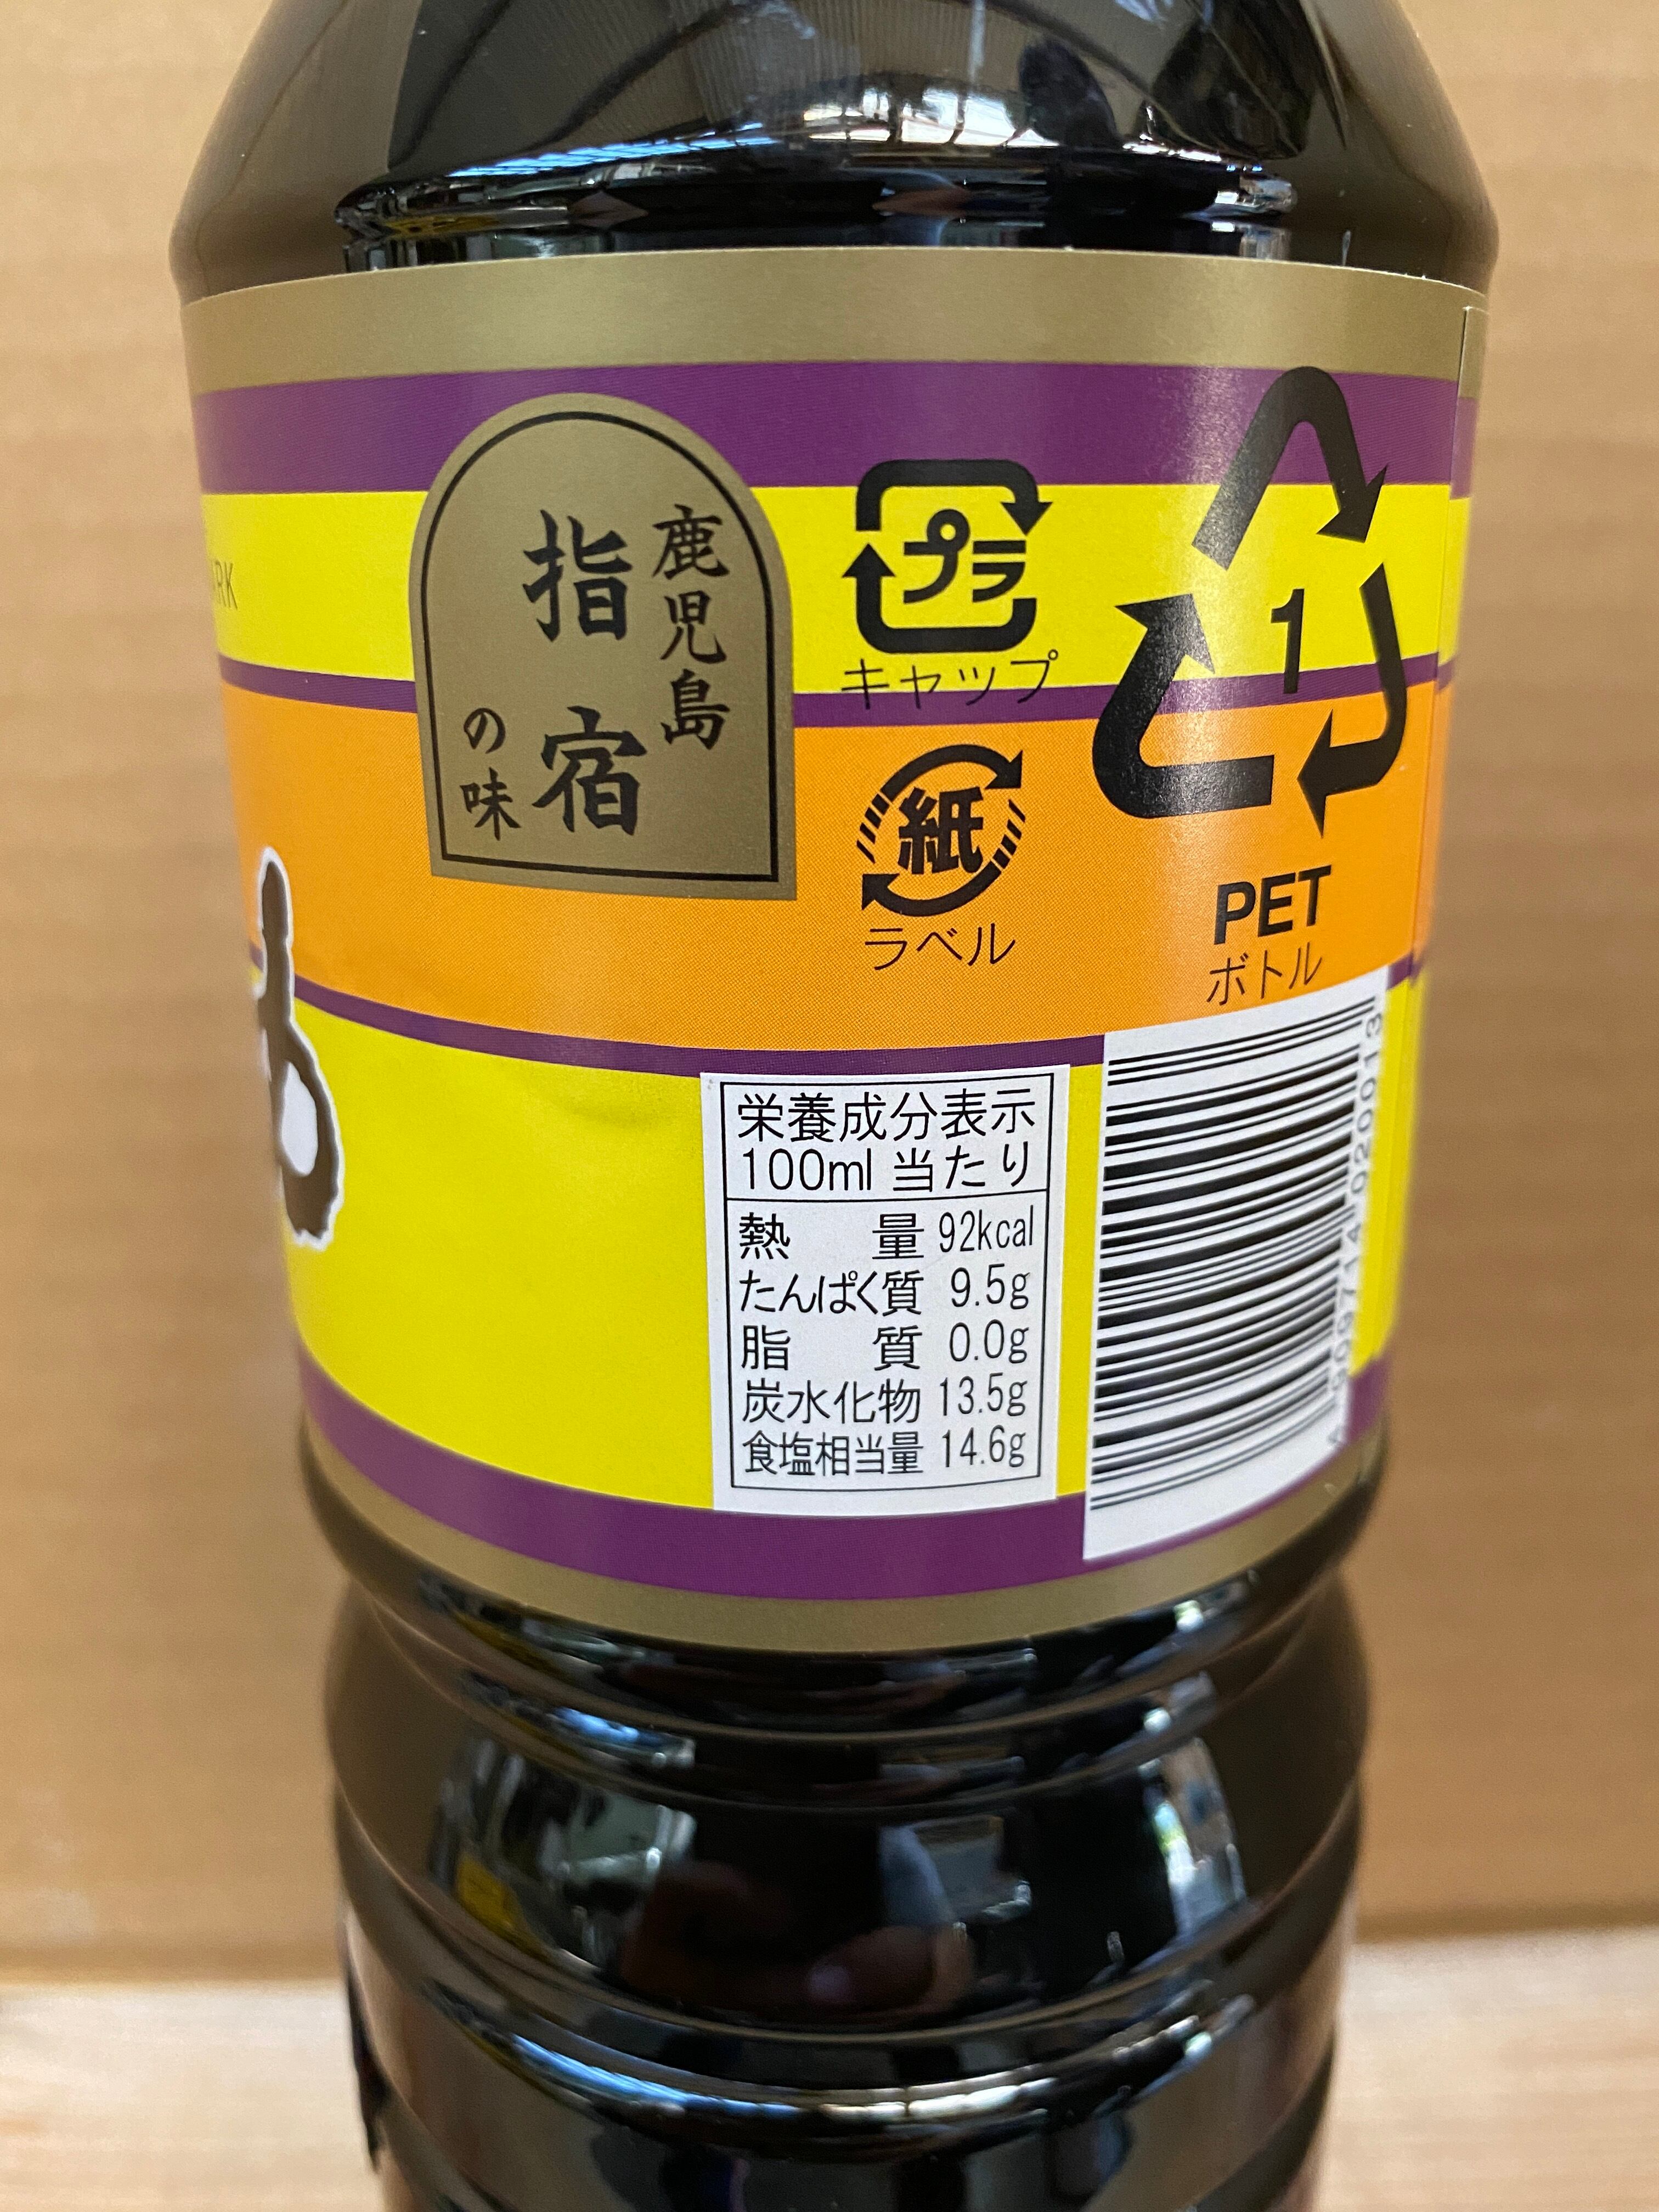 鹿児島
指宿
の味
プラ
キャップ
紙
ラベル
1
PET
ボトル
栄養成分表示
100ml 当たり
熱量 92kcal
たんぱく質 9.5g
脂質 0.0g
炭水化物 13.5g
食塩相当量 14.6g